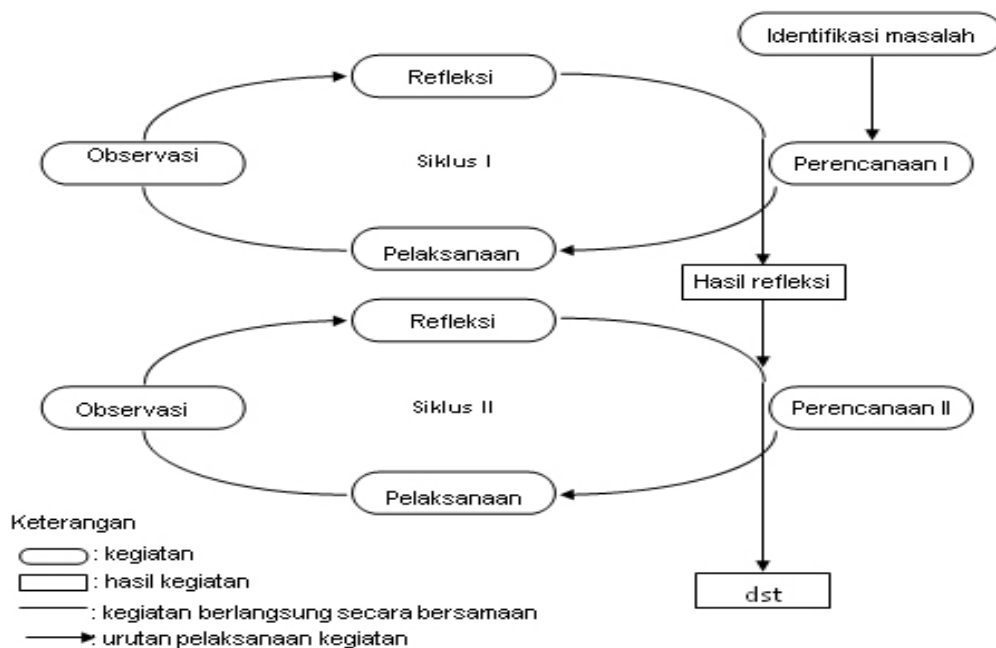 Identifikasi masalah
Refleksi
Observasi
Siklus I
Perencanaan I
Pelaksanaan
Hasil refleksi
Refleksi
Observasi
Siklus II
Perencanaan II
Pelaksanaan
Keterangan
: kegiatan
: hasil kegiatan
: kegiatan berlangsung secara bersamaan
: urutan pelaksanaan kegiatan
dst